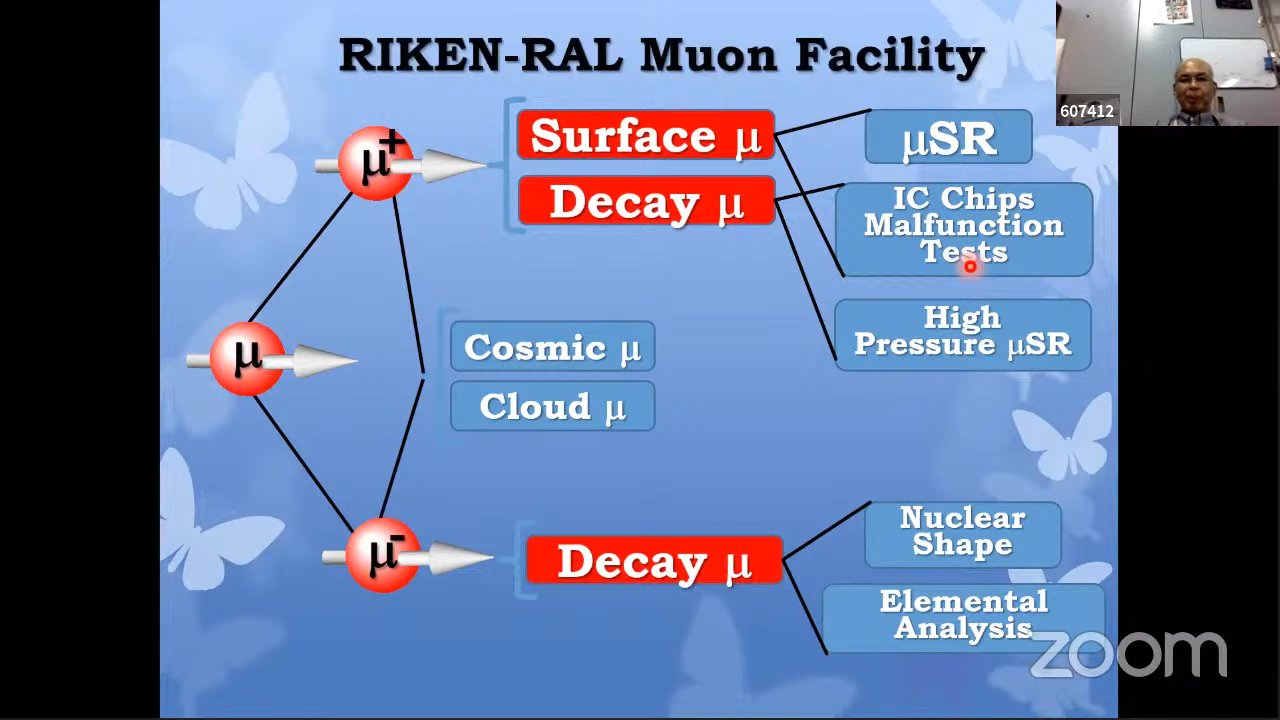 RIKEN-RAL Muon Facility
607412
μ+
Surface μ
Decay μ
μSR
IC Chips
Malfunction
Tests
High
Pressure μSR
μ
Cosmic μ
Cloud μ
μ-
Decay μ
Nuclear
Shape
Elemental
Analysis
zoom